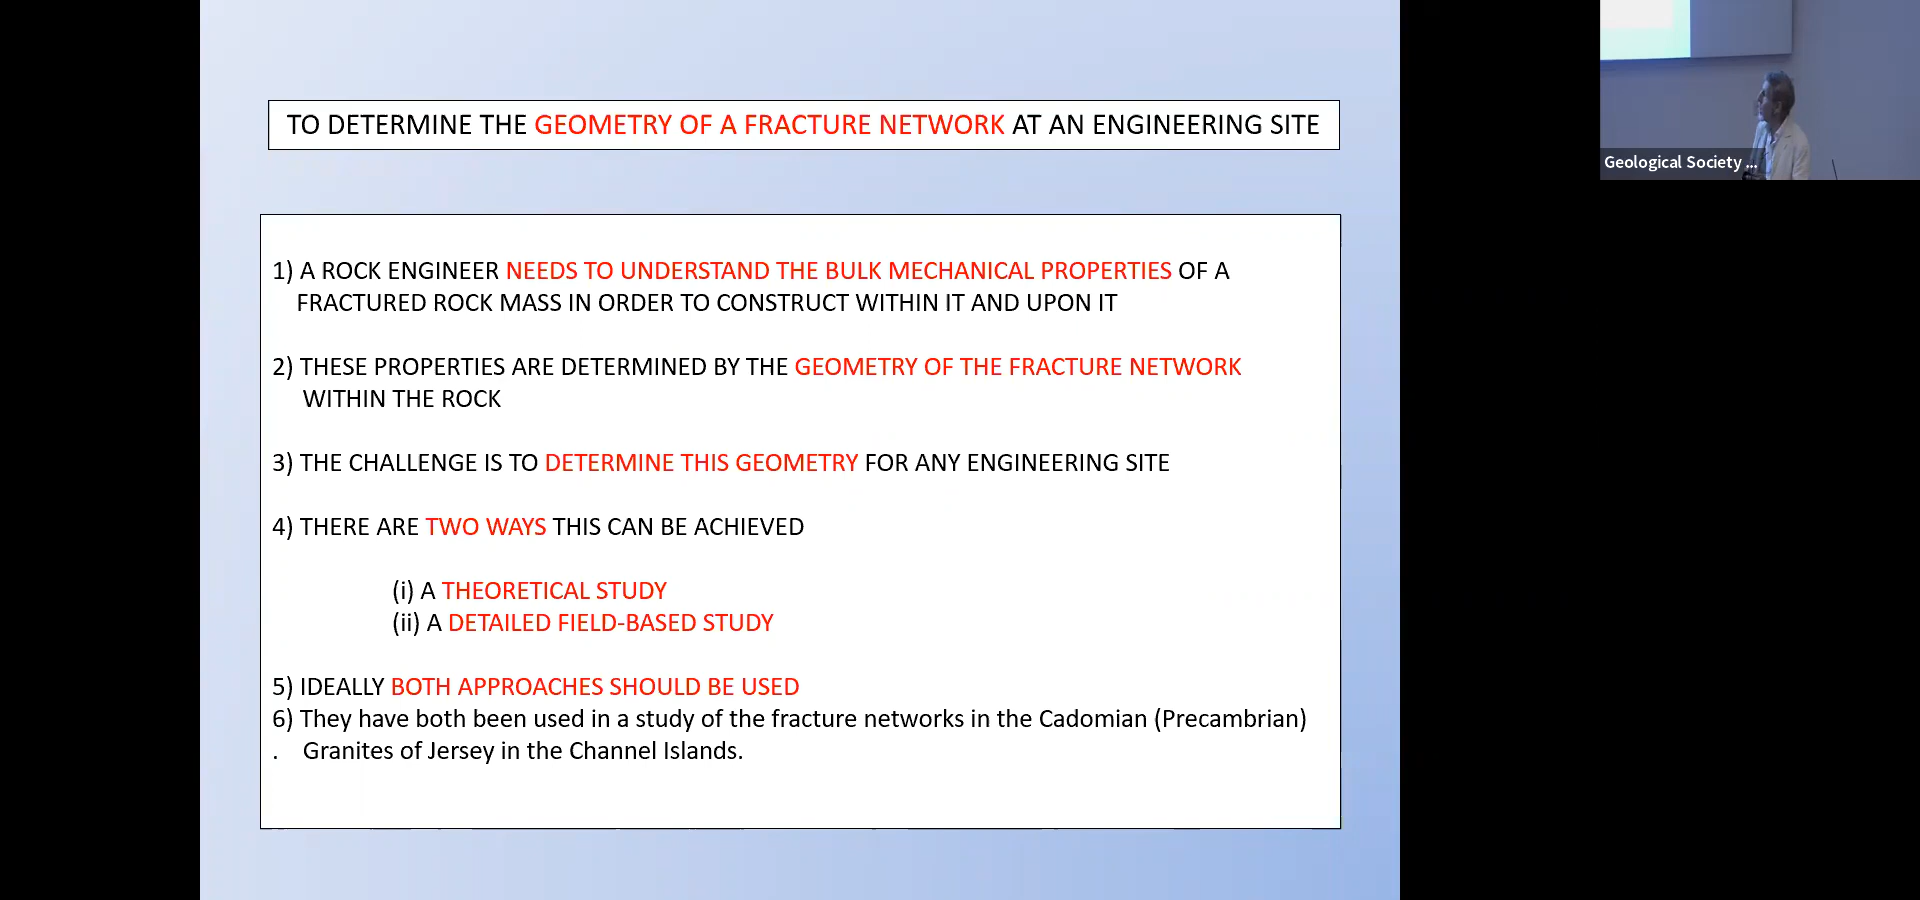 TO DETERMINE THE GEOMETRY OF A FRACTURE NETWORK AT AN ENGINEERING SITE
1) A ROCK ENGINEER NEEDS TO UNDERSTAND THE BULK MECHANICAL PROPERTIES OF A
FRACTURED ROCK MASS IN ORDER TO CONSTRUCT WITHIN IT AND UPON IT
2) THESE PROPERTIES ARE DETERMINED BY THE GEOMETRY OF THE FRACTURE NETWORK
WITHIN THE ROCK
3) THE CHALLENGE IS TO DETERMINE THIS GEOMETRY FOR ANY ENGINEERING SITE
4) THERE ARE TWO WAYS THIS CAN BE ACHIEVED
(i) A THEORETICAL STUDY
(ii) A DETAILED FIELD-BASED STUDY
5) IDEALLY BOTH APPROACHES SHOULD BE USED
6) They have both been used in a study of the fracture networks in the Cadomian (Precambrian)
. Granites of Jersey in the Channel Islands.
Geological Society ...